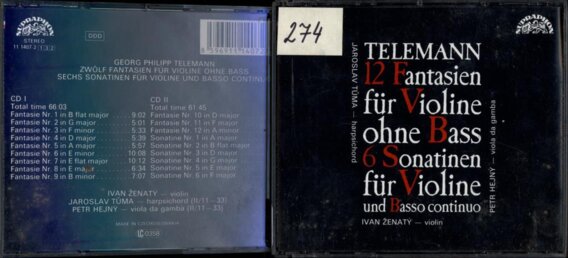 SUPRAPHON
STEREO
11 1407-2 (1/2)
DDD
8 596911 140723
GEORG PHILIPP TELEMANN
ZWÖLF FANTASIEN FÜR VIOLINE OHNE BASS
SECHS SONATINEN FÜR VIOLINE UND BASSO CONTINUO
CD I
Total time 66:03
Fantasie Nr. 1 in B flat major 9:02
Fantasie Nr. 2 in G major 5:01
Fantasie Nr. 3 in F minor 5:33
Fantasie Nr. 4 in D major 5:04
Fantasie Nr. 5 in A major 5:57
Fantasie Nr. 6 in E minor 10:08
Fantasie Nr. 7 in E flat major 10:12
Fantasie Nr. 8 in E major 6:34
Fantasie Nr. 9 in B minor 7:07
CD II
Total time 61:45
Fantasie Nr. 10 in D major
Fantasie Nr. 11 in F major
Fantasie Nr. 12 in A minor
Sonatine Nr. 1 in A major
Sonatine Nr. 2 in B flat major
Sonatine Nr. 3 in D major
Sonatine Nr. 4 in G major
Sonatine Nr. 5 in E major
Sonatine Nr. 6 in F major
IVAN ŽENATÝ — violin
JAROSLAV TŮMA — harpsichord (II/11—33)
PETR HEJNÝ — viola da gamba (II/11—33)
MADE IN CZECHOSLOVAKIA
LC 0358
274
SUPRAPHON
TELEMANN
12 Fantasien
für Violine
ohne Bass
6 Sonatinen
für Violine
und Basso continuo
IVAN ŽENATÝ — violin
JAROSLAV TŮMA — harpsichord
PETR HEJNÝ — viola da gamba